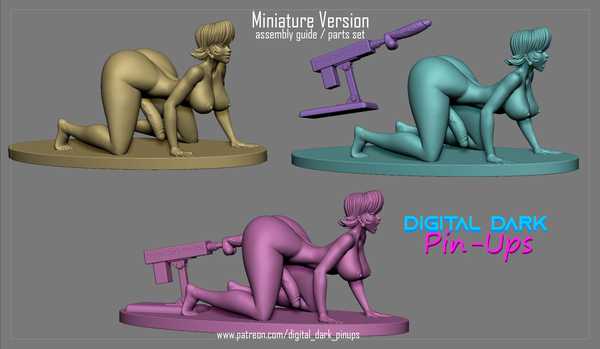 Miniature Version
assembly guide / parts set
DIGITAL DARK
Pin-Ups
www.patreon.com/digital_dark_pinups